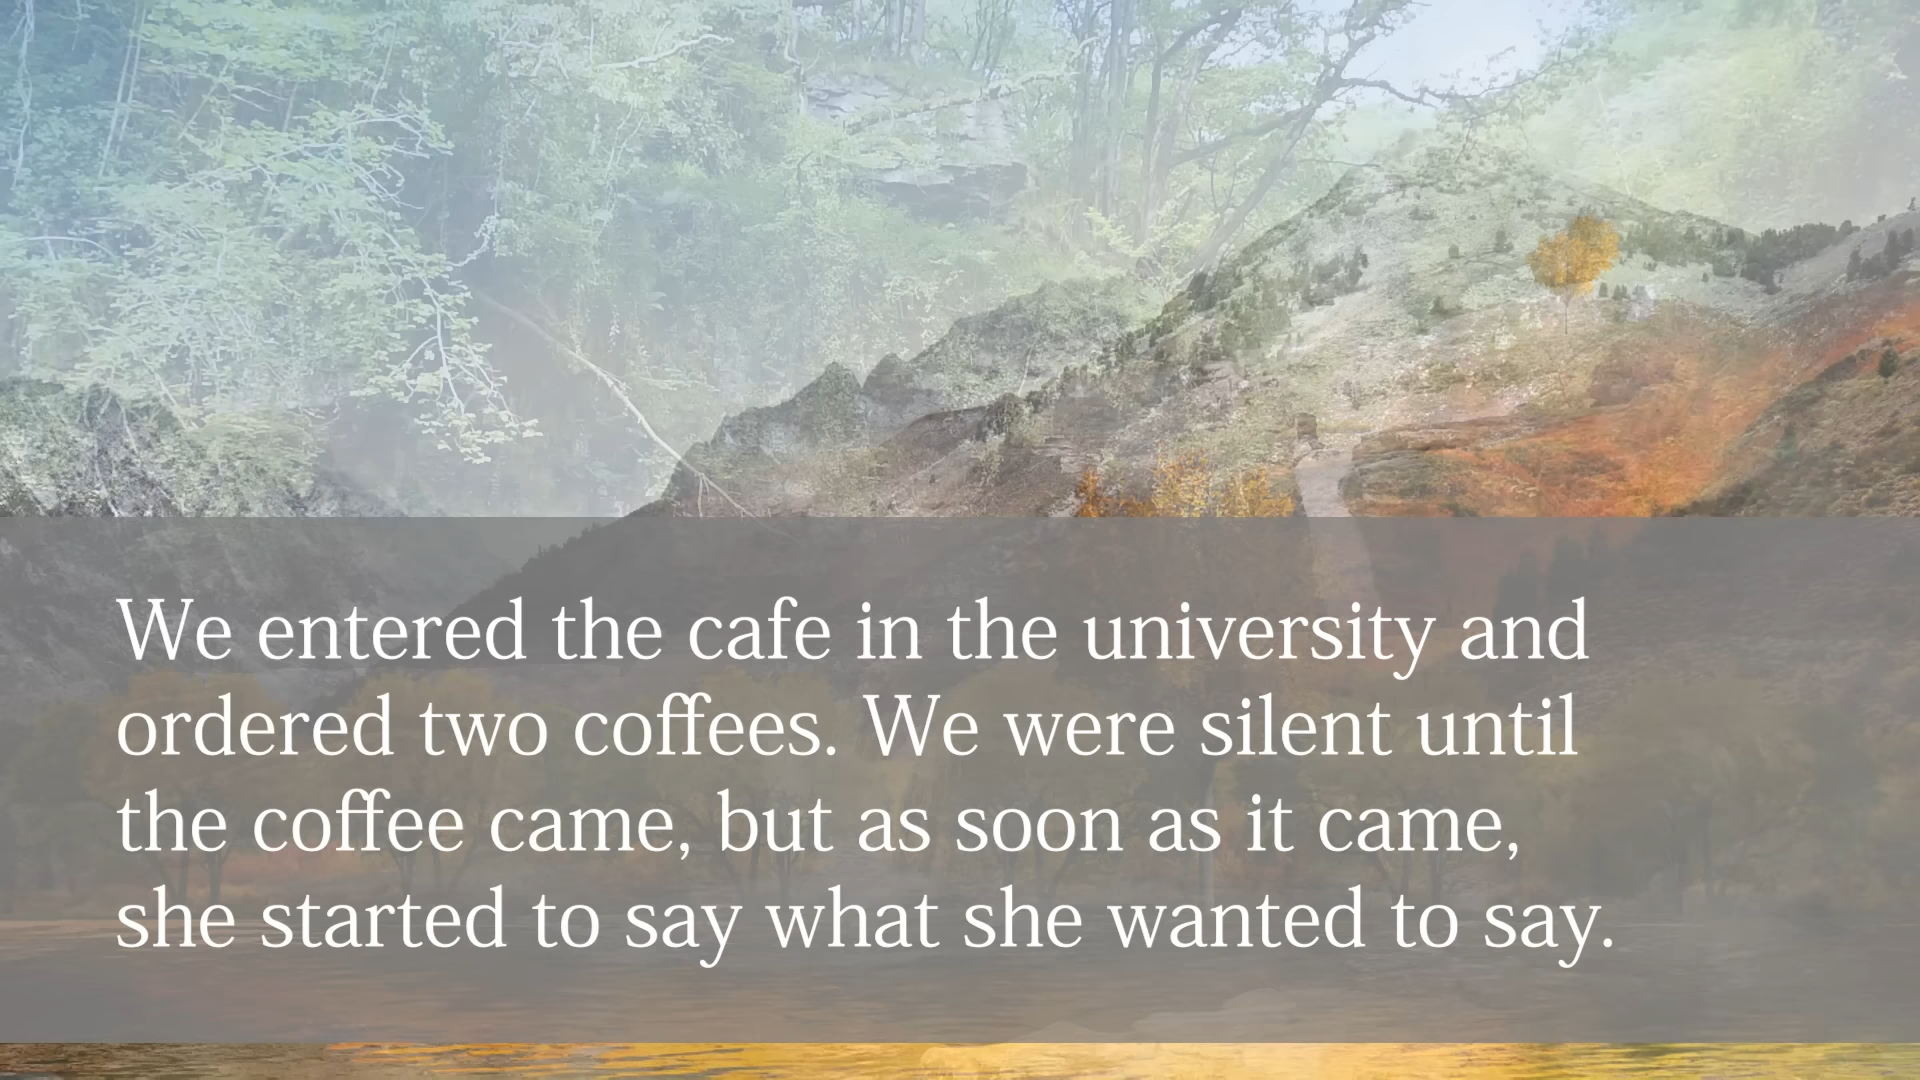 We entered the cafe in the university and
ordered two coffees. We were silent until
the coffee came, but as soon as it came,
she started to say what she wanted to say.